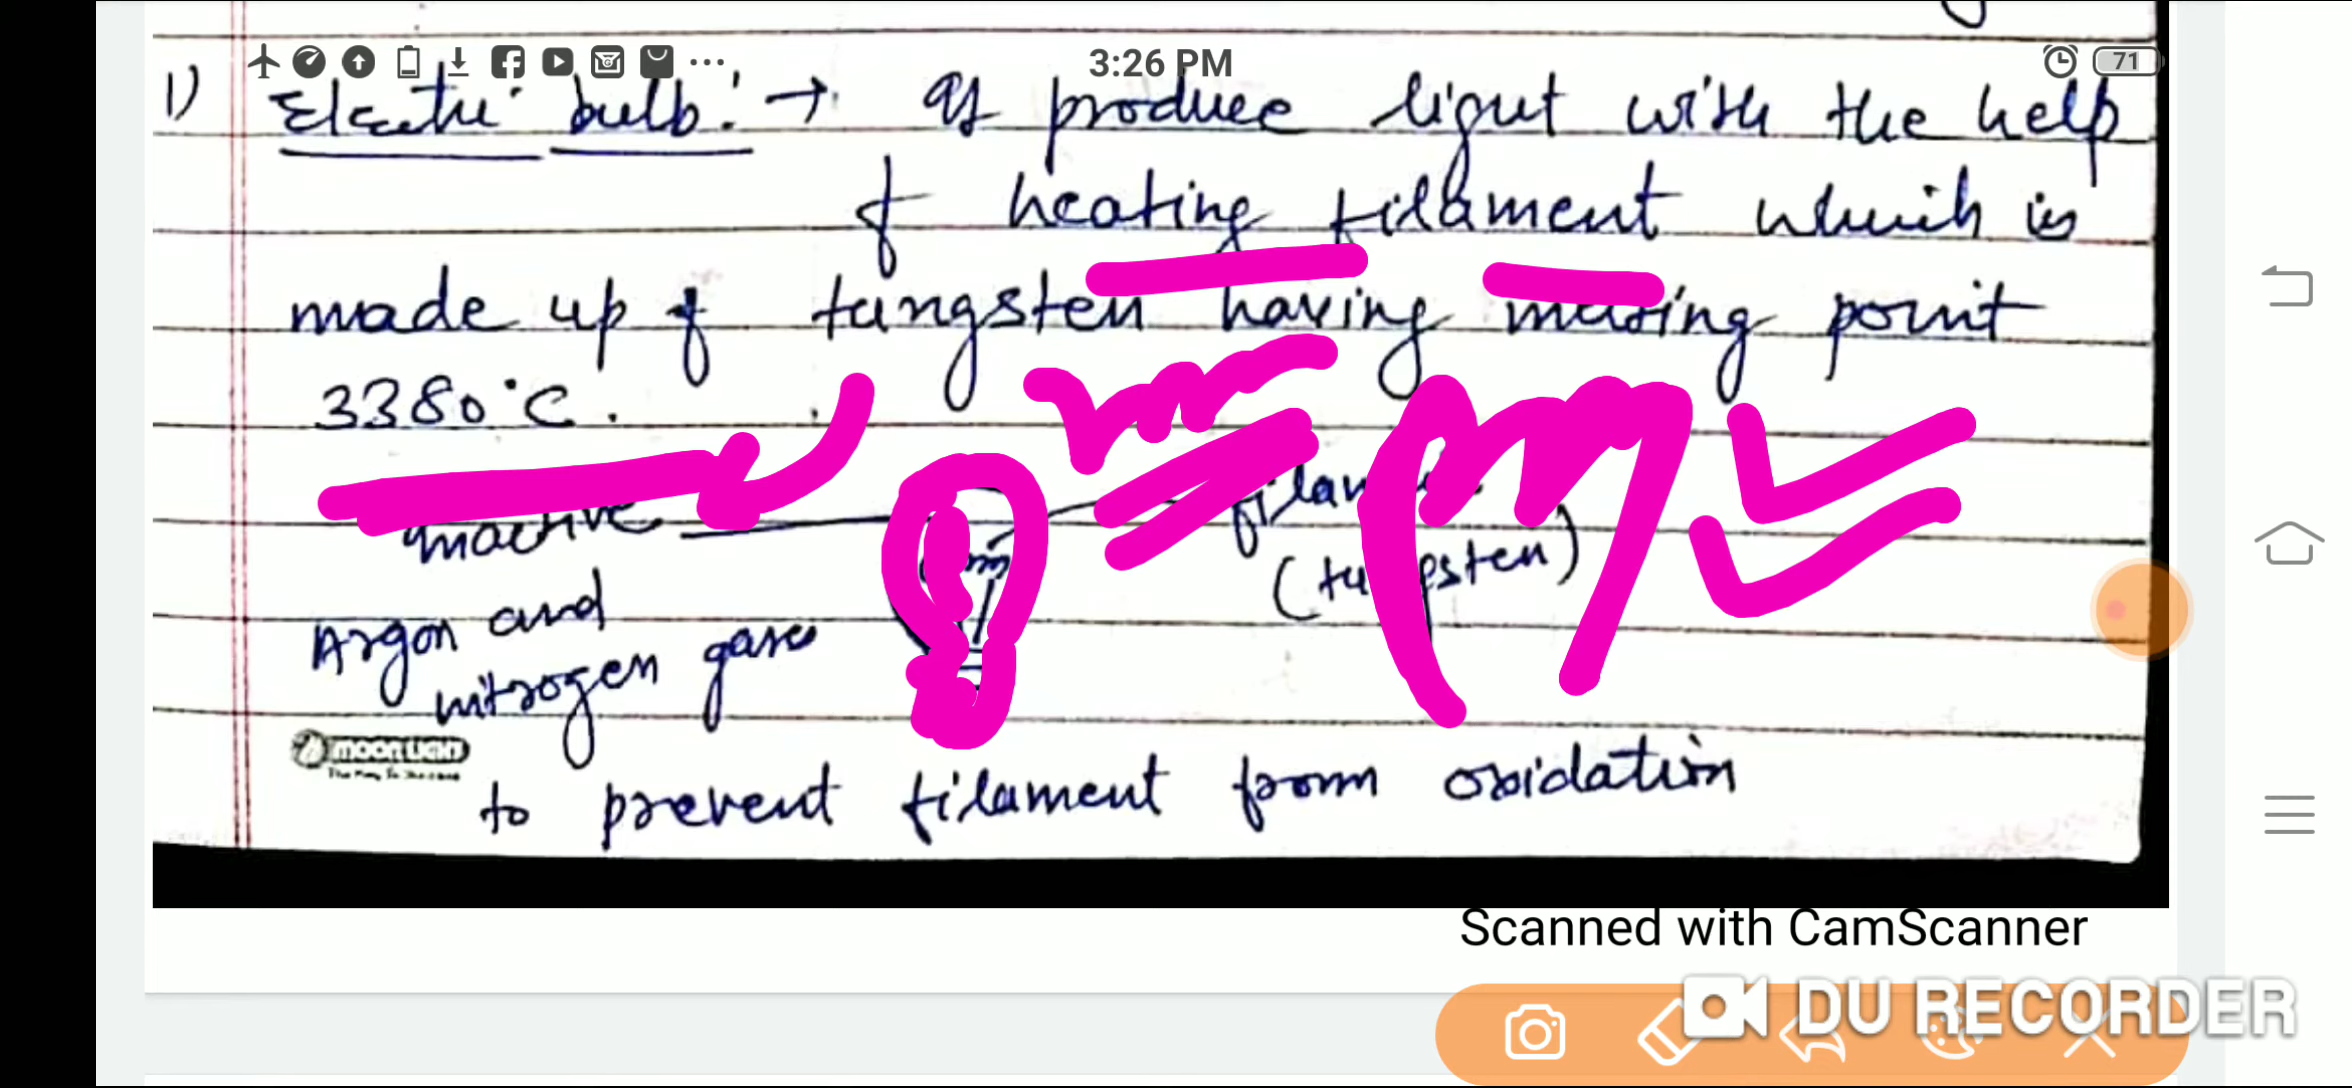 3:26 PM
71
1) Electric bulb:→ It produce light with the help
of heating filament which is
made up of tungsten having melting point
3380°C.
inactive
filament
(tungsten)
Argon and
nitrogen gases
MOONLIGHT
to prevent filament from oxidation
Scanned with CamScanner
DU RECORDER